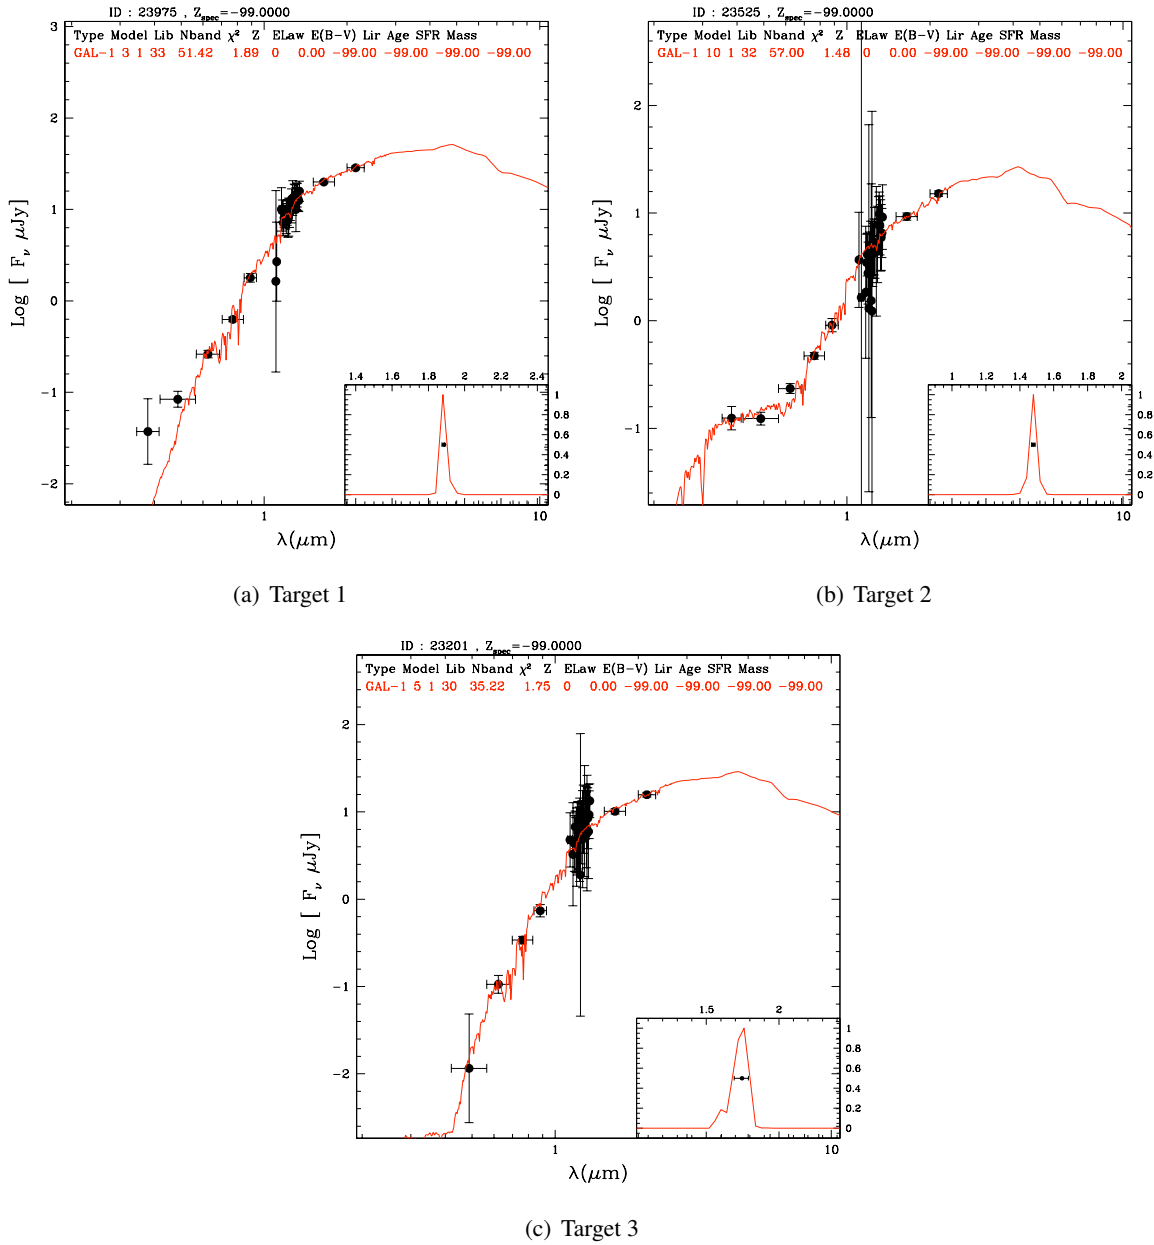 ID : 23975 , Zspec=-99.0000
Type Model Lib Nband χ² Z ELaw E(B-V) Lir Age SFR Mass
GAL-1 3 1 33 51.42 1.89 0 0.00 -99.00 -99.00 -99.00 -99.00
3
2
1
0
-1
-2
Log [ Fν μJy]
1.4 1.6 1.8 2 2.2 2.4
1
0.8
0.6
0.4
0.2
0
1 10
λ(μm)
(a) Target 1
ID : 23525 , Zspec=-99.0000
Type Model Lib Nband χ² Z ELaw E(B-V) Lir Age SFR Mass
GAL-1 10 1 32 57.00 1.48 0 0.00 -99.00 -99.00 -99.00 -99.00
2
1
0
-1
Log [ Fν μJy]
1 1.2 1.4 1.6 1.8 2
1
0.8
0.6
0.4
0.2
0
1 10
λ(μm)
(b) Target 2
ID : 23201 , Zspec=-99.0000
Type Model Lib Nband χ² Z ELaw E(B-V) Lir Age SFR Mass
GAL-1 5 1 30 35.22 1.75 0 0.00 -99.00 -99.00 -99.00 -99.00
2
1
0
-1
-2
Log [ Fν μJy]
1.5 2
1
0.8
0.6
0.4
0.2
0
1 10
λ(μm)
(c) Target 3